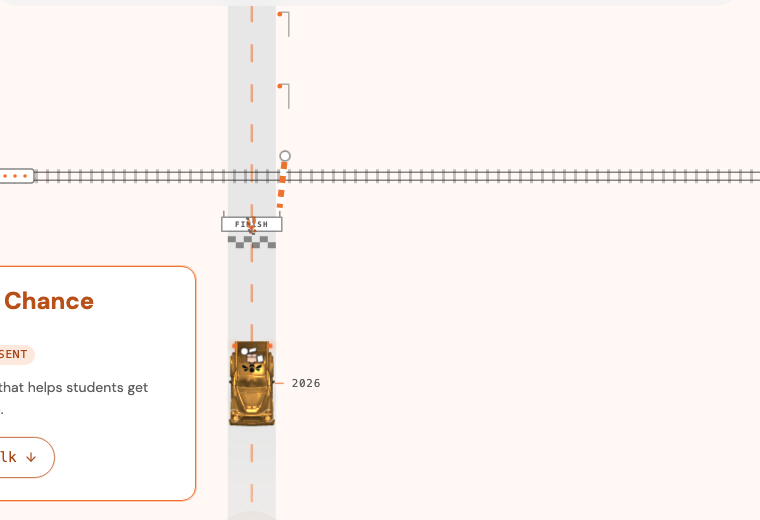 FINISH
Chance
SENT
2026
that helps students get
.
lk ↓